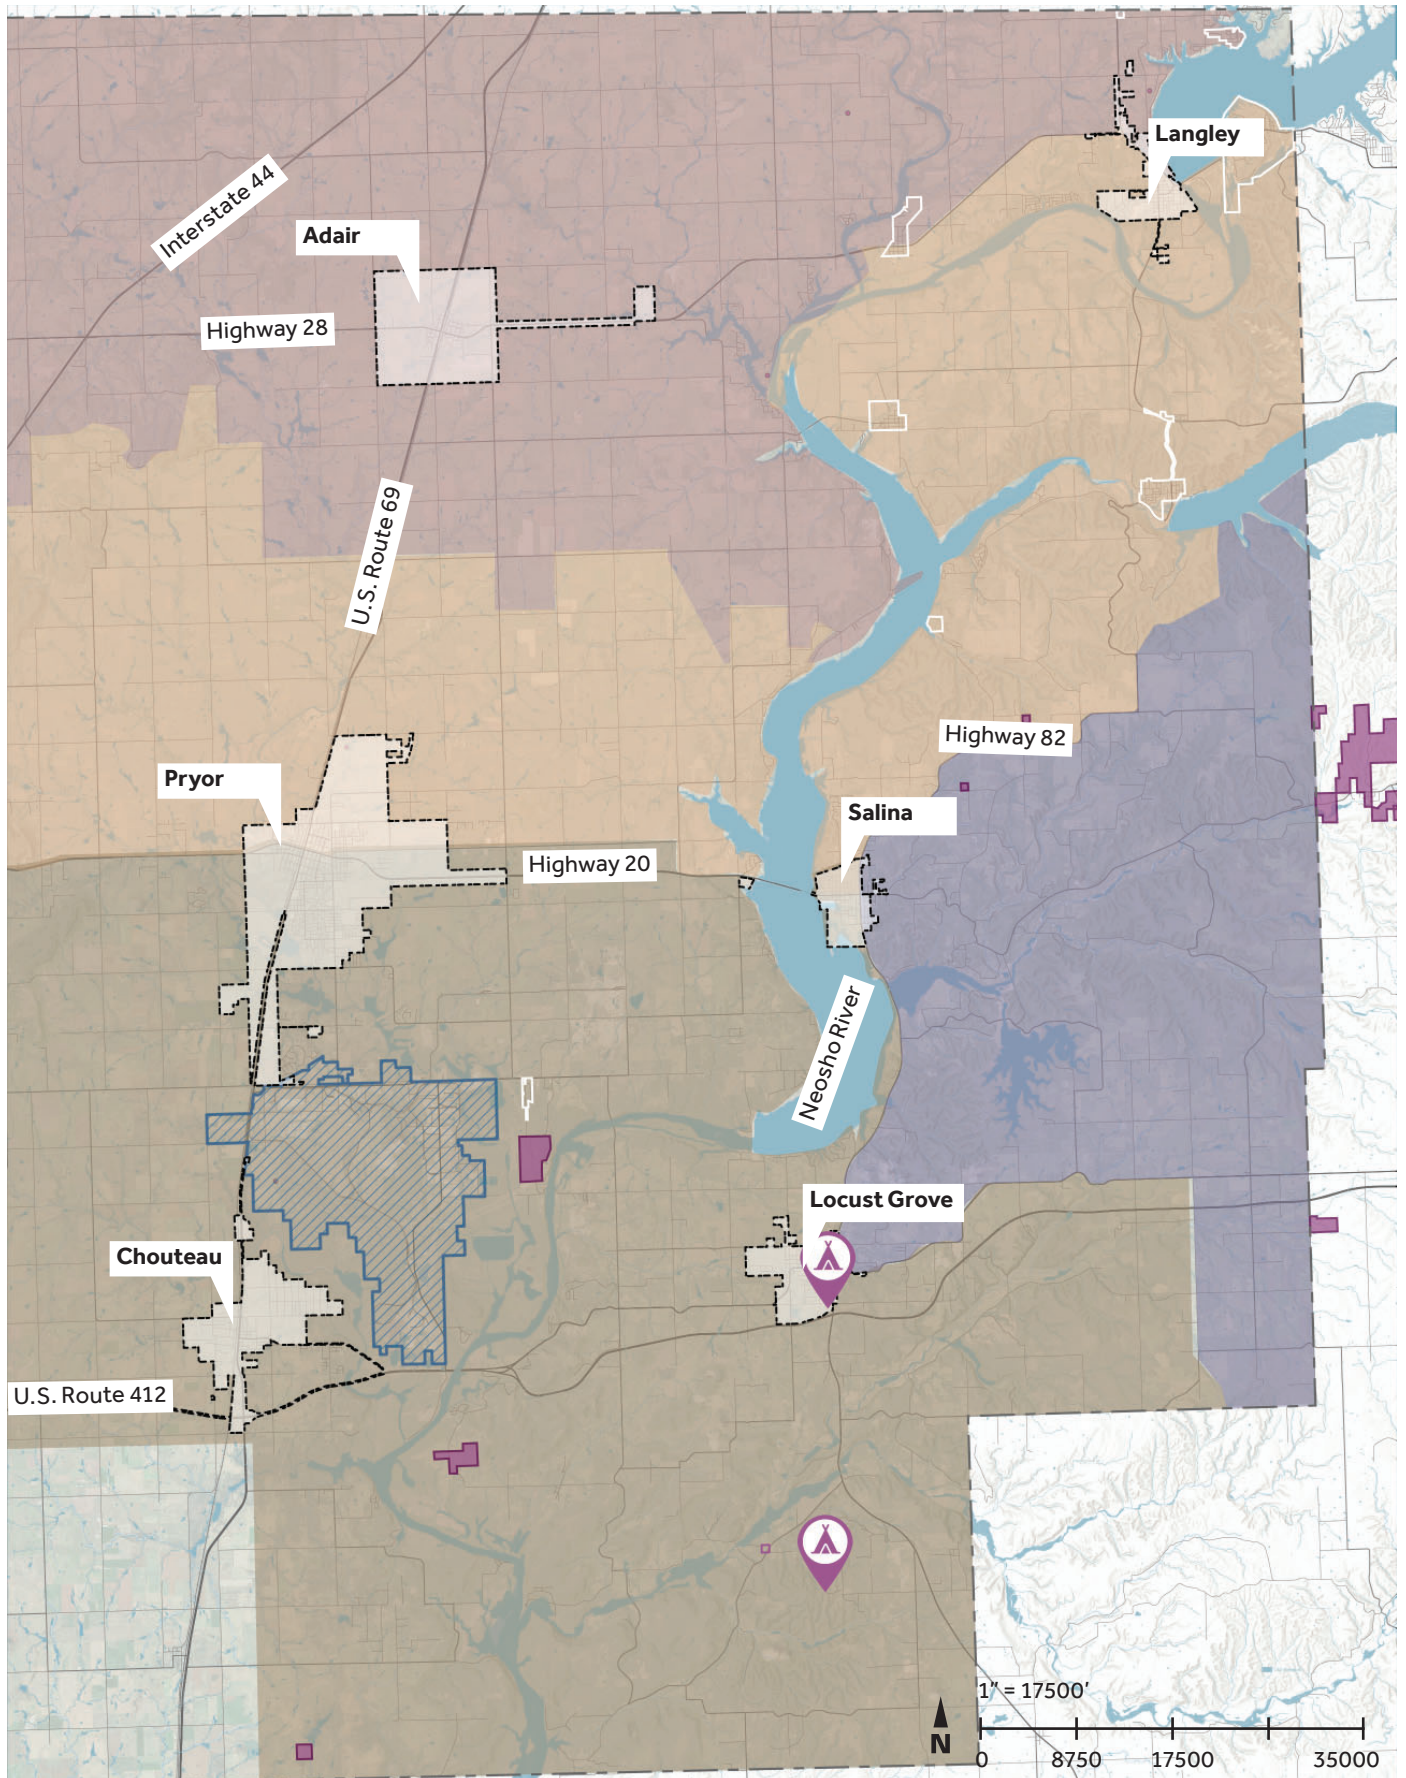 Langley
Interstate 44
Adair
Highway 28
U.S. Route 69
Highway 82
Pryor
Salina
Highway 20
Neosho River
Locust Grove
Chouteau
U.S. Route 412
1” = 17500’
N
0 8750 17500 35000